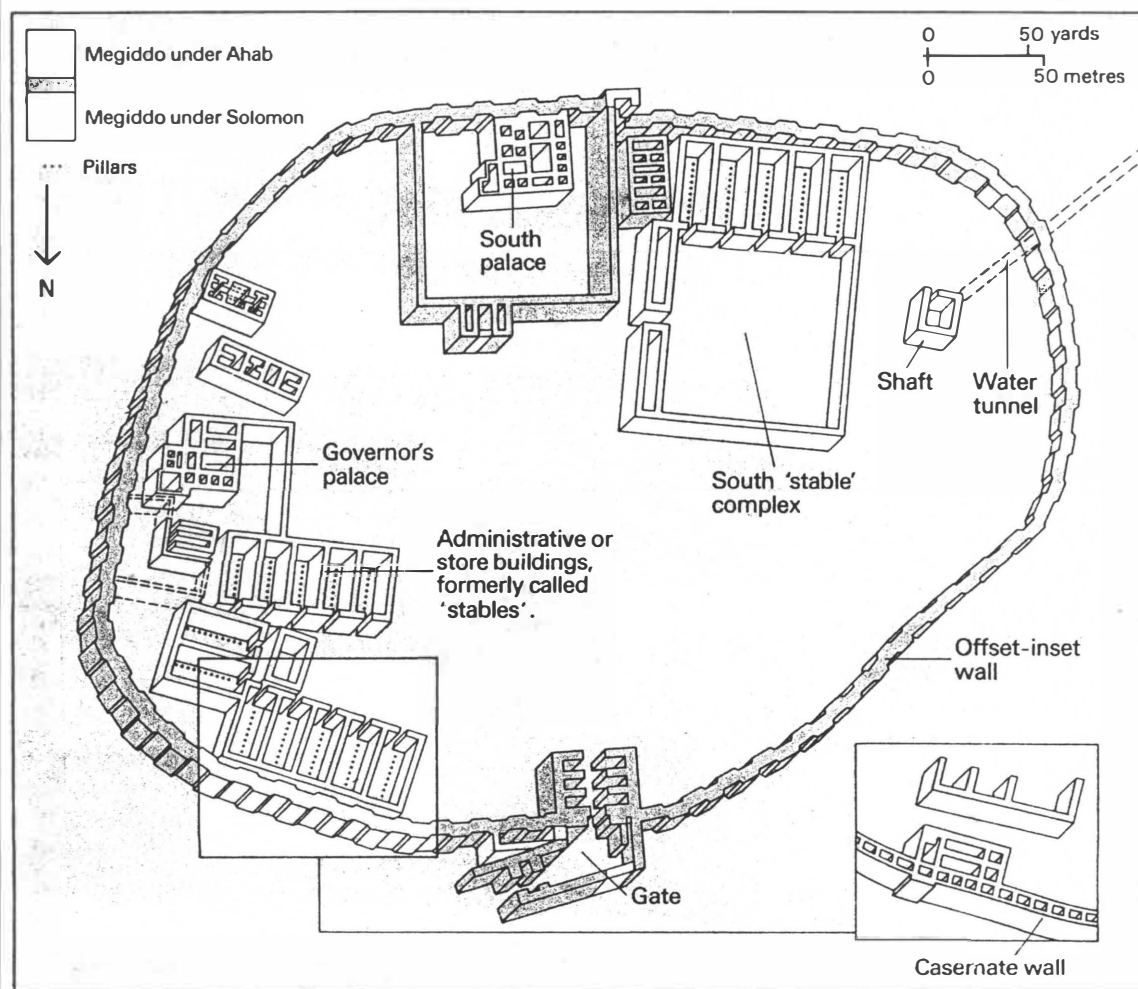 Megiddo under Ahab
Megiddo under Solomon
Pillars
N
0 50 yards
0 50 metres
South
palace
Shaft
Water
tunnel
Governor's
palace
South 'stable'
complex
Administrative or
store buildings,
formerly called
'stables'.
Offset-inset
wall
Gate
Casernate wall